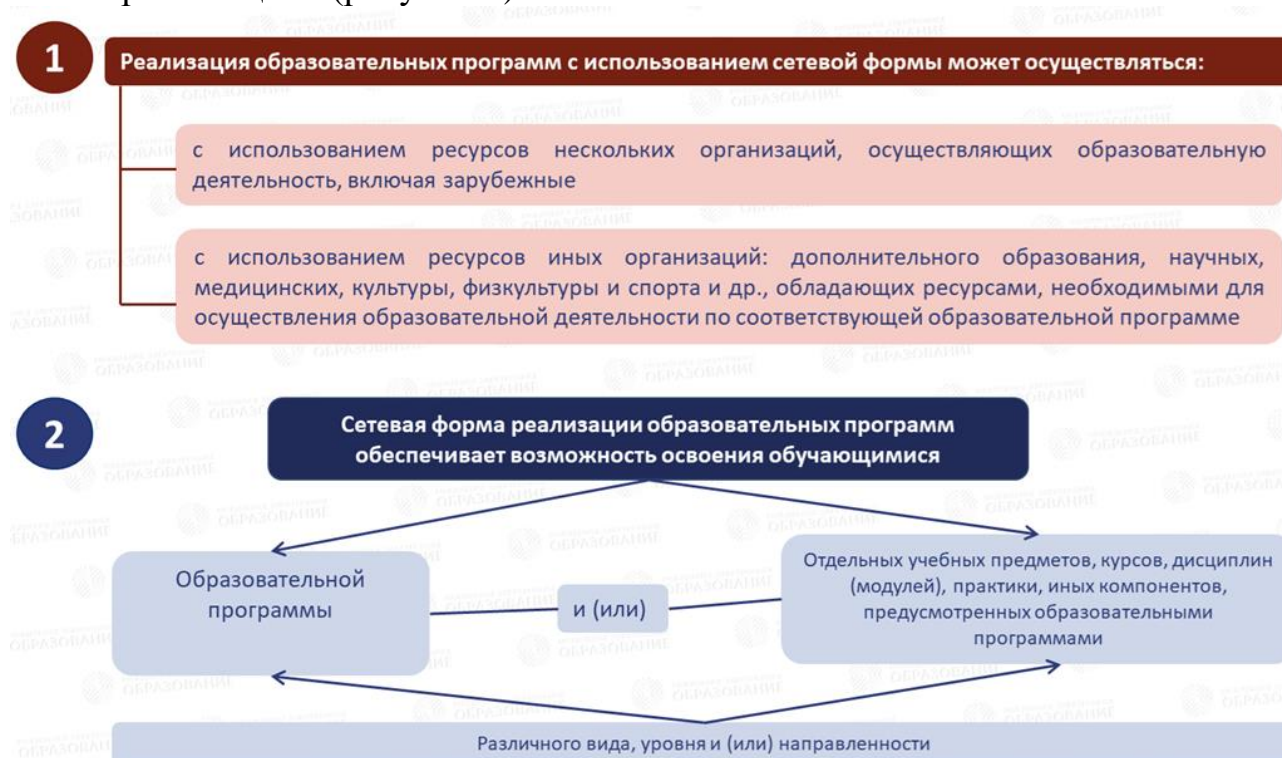 1
Реализация образовательных программ с использованием сетевой формы может осуществляться:
с использованием ресурсов нескольких организаций, осуществляющих образовательную
деятельность, включая зарубежные
с использованием ресурсов иных организаций: дополнительного образования, научных,
медицинских, культуры, физкультуры и спорта и др., обладающих ресурсами, необходимыми для
осуществления образовательной деятельности по соответствующей образовательной программе
2
Сетевая форма реализации образовательных программ
обеспечивает возможность освоения обучающимися
Образовательной
программы
и (или)
Отдельных учебных предметов, курсов, дисциплин
(модулей), практики, иных компонентов,
предусмотренных образовательными
программами
Различного вида, уровня и (или) направленности